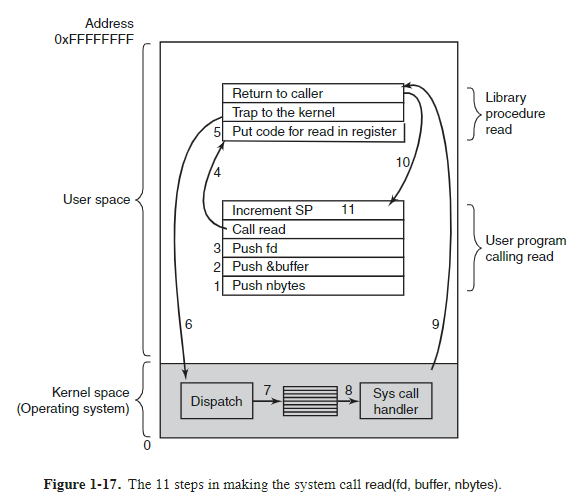 Address
0xFFFFFFFF
Return to caller
Trap to the kernel
5 Put code for read in register
Library
procedure
read
4
10
User space
Increment SP 11
Call read
3 Push fd
2 Push &buffer
1 Push nbytes
User program
calling read
6
9
Kernel space
(Operating system)
Dispatch
7
8
Sys call
handler
0
Figure 1-17. The 11 steps in making the system call read(fd, buffer, nbytes).